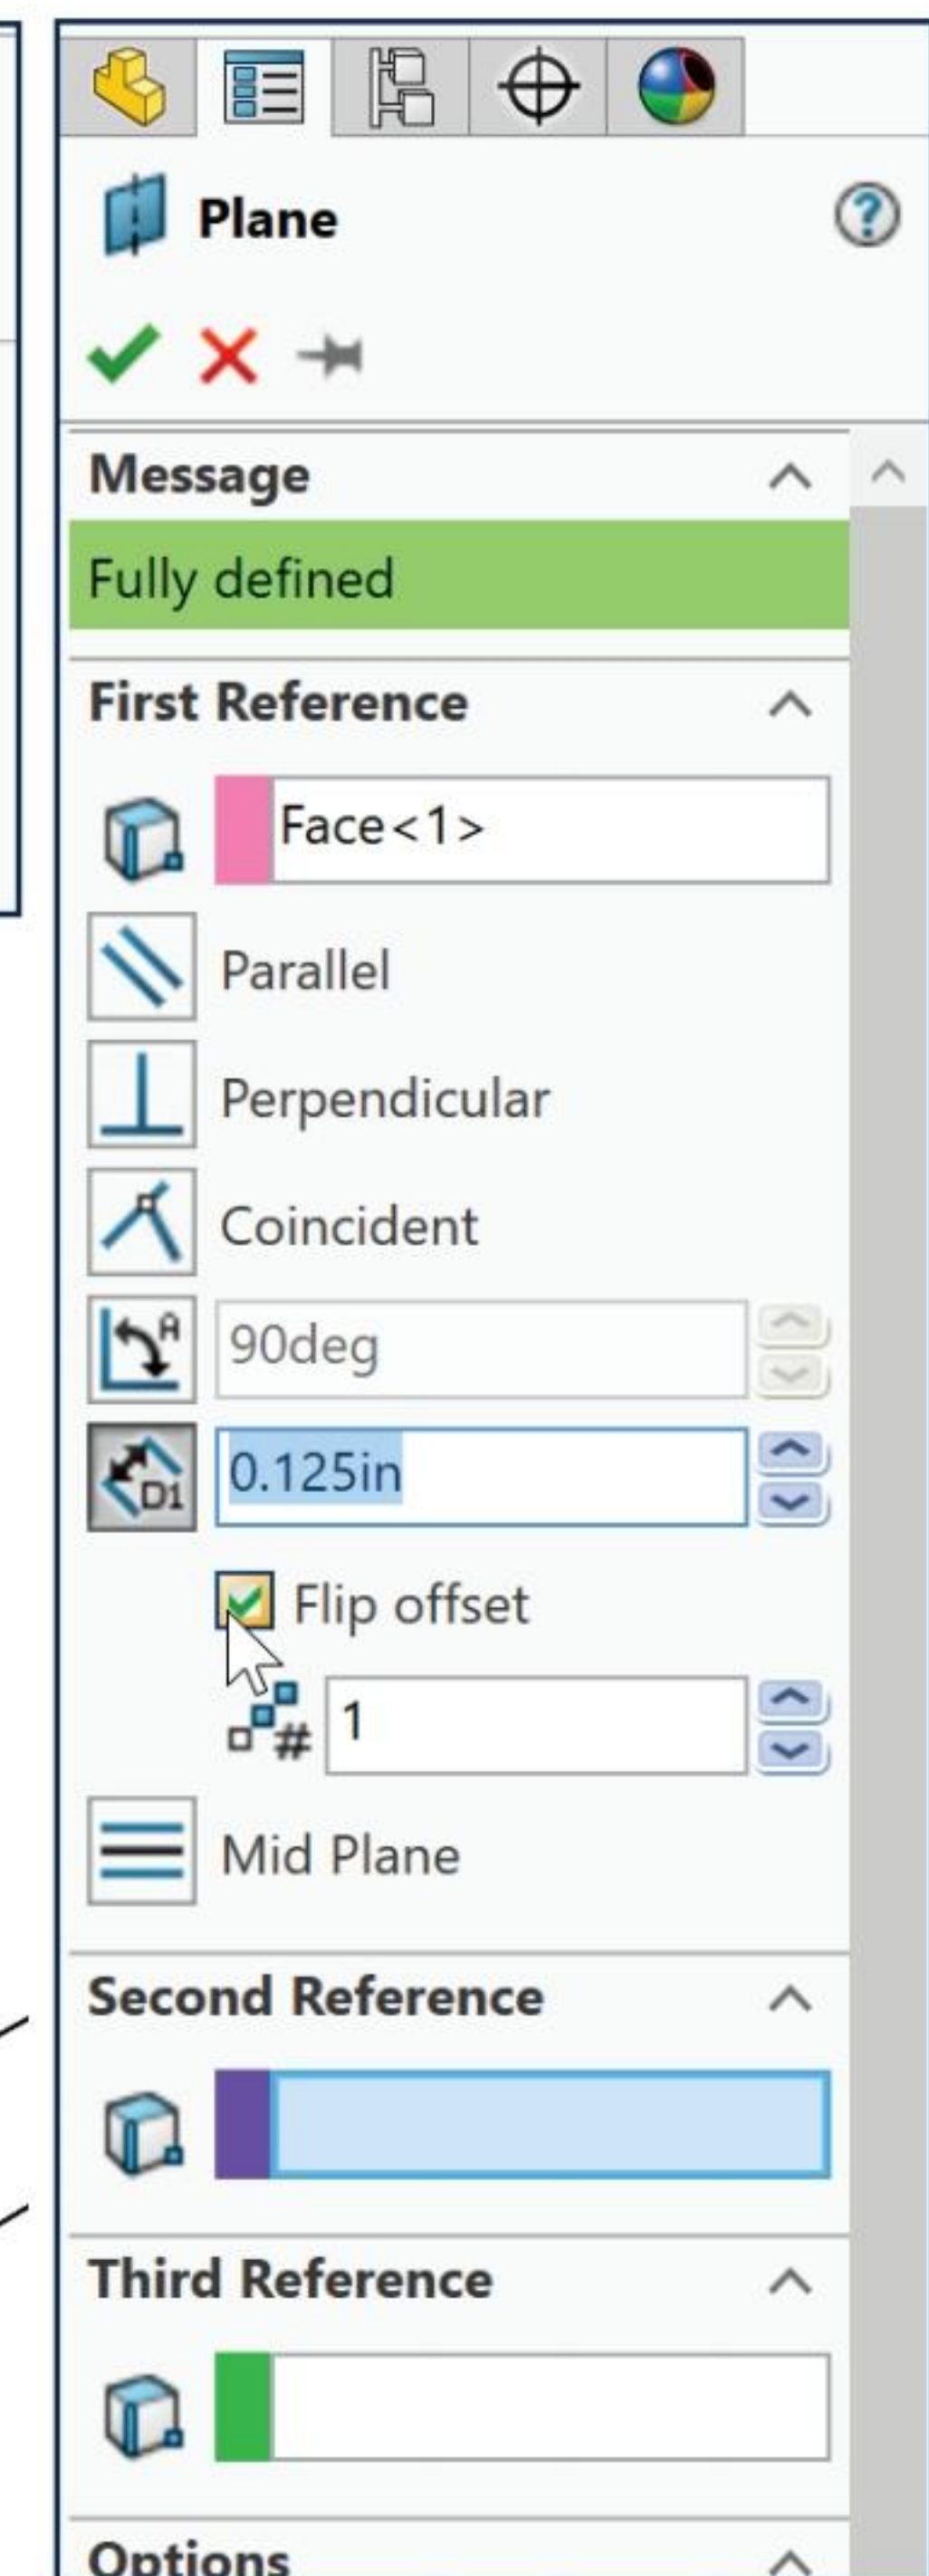 Plane
?
Message
Fully defined
First Reference
Face<1>
Parallel
Perpendicular
Coincident
A
90deg
D1
0.125in
Flip offset
#
1
Mid Plane
Second Reference
Third Reference
Options